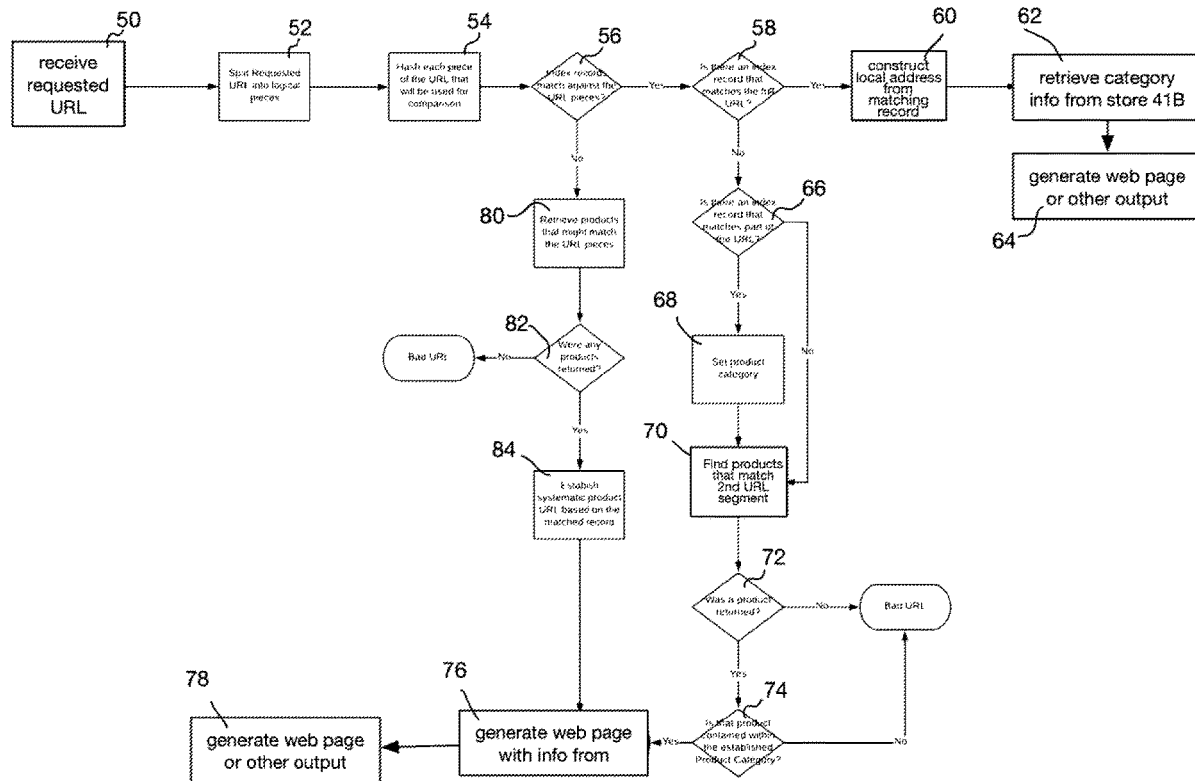 50
receive
requested
URL
52
Split Requested
URL into logical
pieces
54
Hash each piece
of the URL that
will be used for
comparison
56
Index records
match against the
URL pieces?
Yes
58
Is there an index
record that
matches the full
URL?
Yes
60
construct
local address
from
matching
record
62
retrieve category
info from store 41B
generate web page
or other output
64
No
80
Retrieve products
that might match
the URL pieces
82
Were any
products
returned?
No
Bad URL
Yes
84
Establish
systematic product
URL based on the
matched record
No
66
Is there an index
record that
matches part of
the URL?
Yes
No
68
Set product
category
70
Find products
that match
2nd URL
segment
72
Was a product
returned?
No
Bad URL
Yes
74
Is that product
contained within
the established
Product Category?
No
Yes
76
generate web page
with info from
78
generate web page
or other output